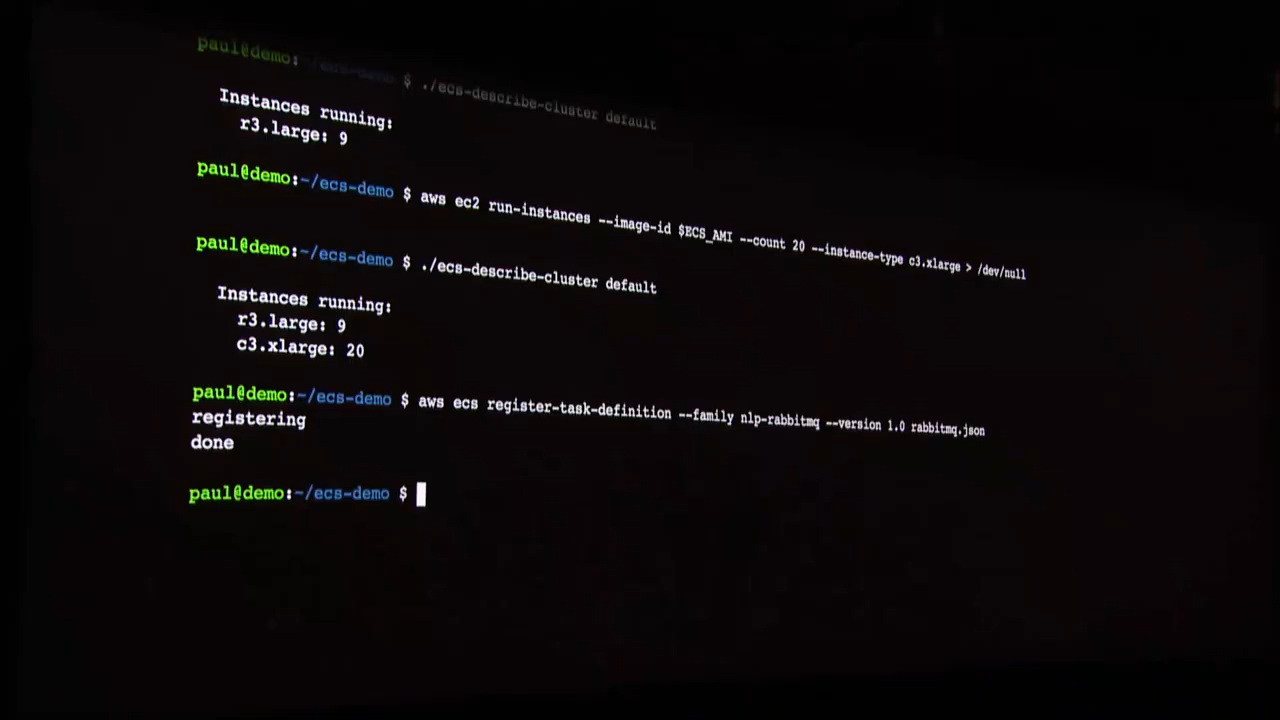 paul@demo:~/ecs-demo $ ./ecs-describe-cluster default
Instances running:
r3.large: 9
paul@demo:~/ecs-demo $ aws ec2 run-instances --image-id $ECS_AMI --count 20 --instance-type c3.xlarge > /dev/null
paul@demo:~/ecs-demo $ ./ecs-describe-cluster default
Instances running:
r3.large: 9
c3.xlarge: 20
paul@demo:~/ecs-demo $ aws ecs register-task-definition --family nlp-rabbitmq --version 1.0 rabbitmq.json
registering
done
paul@demo:~/ecs-demo $